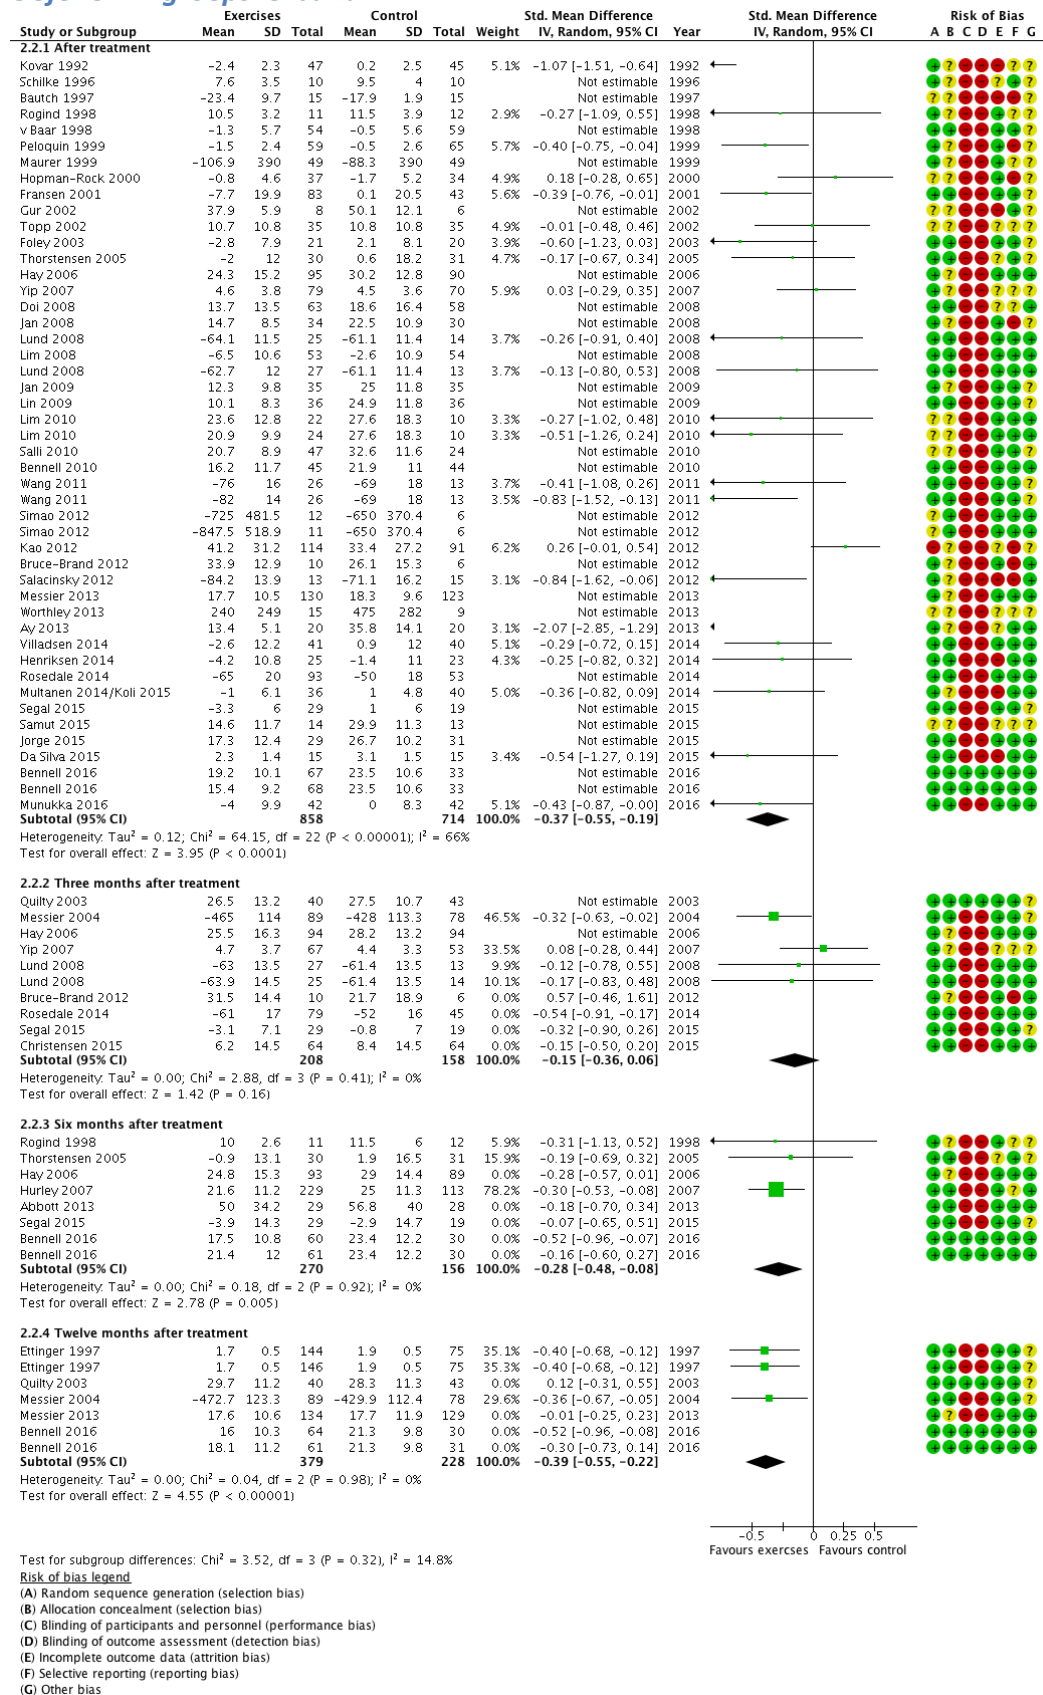 Exercises Control Std. Mean Difference Std. Mean Difference Risk of Bias
Study or Subgroup Mean SD Total Mean SD Total Weight IV, Random, 95% CI Year IV, Random, 95% CI A B C D E F G
2.2.1 After treatment
Kovar 1992 -2.4 2.3 47 0.2 2.5 45 5.1% -1.07 [-1.51, -0.64] 1992 + ? - - - ? ?
Schilke 1996 7.6 3.5 10 9.5 4 10 Not estimable 1996 + ? - - ? + ?
Bautch 1997 -23.4 9.7 15 -17.9 1.9 15 Not estimable 1997 ? ? - - - - ?
Rogind 1998 10.5 3.2 11 11.5 3.9 12 2.9% -0.27 [-1.09, 0.55] 1998 + ? - - + ? ?
v Baar 1998 -1.3 5.7 54 -0.5 5.6 59 Not estimable 1998 + + - - + + ?
Peloquin 1999 -1.5 2.4 59 -0.5 2.6 65 5.7% -0.40 [-0.75, -0.04] 1999 + ? - - ? - ?
Maurer 1999 -106.9 390 49 -88.3 390 49 Not estimable 1999 + ? - - + ? ?
Hopman-Rock 2000 -0.8 4.6 37 -1.7 5.2 34 4.9% 0.18 [-0.28, 0.65] 2000 ? ? - - ? - ?
Fransen 2001 -7.7 19.9 83 0.1 20.5 43 5.6% -0.39 [-0.76, -0.01] 2001 + + - - + + ?
Gur 2002 37.9 5.9 8 50.1 12.1 6 Not estimable 2002 ? ? - - - + ?
Topp 2002 10.7 10.8 35 10.8 10.8 35 4.9% -0.01 [-0.48, 0.46] 2002 ? ? - - ? ? ?
Foley 2003 -2.8 7.9 21 2.1 8.1 20 3.9% -0.60 [-1.23, 0.03] 2003 + + - - + + ?
Thorstensen 2005 -2 12 30 0.6 18.2 31 4.7% -0.17 [-0.67, 0.34] 2005 + + - - ? + ?
Hay 2006 24.3 15.2 95 30.2 12.8 90 Not estimable 2006 + ? - - + + +
Yip 2007 4.6 3.8 79 4.5 3.6 70 5.9% 0.03 [-0.29, 0.35] 2007 + + - - ? ? ?
Doi 2008 13.7 13.5 63 18.6 16.4 58 Not estimable 2008 + + - - ? ? +
Jan 2008 14.7 8.5 34 22.5 10.9 30 Not estimable 2008 + ? - - + - ?
Lund 2008 -64.1 11.5 25 -61.1 11.4 14 3.7% -0.26 [-0.91, 0.40] 2008 + + - - + + +
Lim 2008 -6.5 10.6 53 -2.6 10.9 54 Not estimable 2008 + + - - + + +
Lund 2008 -62.7 12 27 -61.1 11.4 13 3.7% -0.13 [-0.80, 0.53] 2008 + + - - + + +
Jan 2009 12.3 9.8 35 25 11.8 35 Not estimable 2009 + ? - - + + ?
Lin 2009 10.1 8.3 36 24.9 11.8 36 Not estimable 2009 + + - - + + ?
Lim 2010 23.6 12.8 22 27.6 18.3 10 3.3% -0.27 [-1.02, 0.48] 2010 ? ? - - + + +
Lim 2010 20.9 9.9 24 27.6 18.3 10 3.3% -0.51 [-1.26, 0.24] 2010 ? ? - - + + +
Salli 2010 20.7 8.9 47 32.6 11.6 24 Not estimable 2010 ? ? - - + + ?
Bennell 2010 16.2 11.7 45 21.9 11 44 Not estimable 2010 + + - - + + +
Wang 2011 -76 16 26 -69 18 13 3.7% -0.41 [-1.08, 0.26] 2011 + ? - - + + ?
Wang 2011 -82 14 26 -69 18 13 3.5% -0.83 [-1.52, -0.13] 2011 + ? - - + + ?
Simao 2012 -725 481.5 12 -650 370.4 6 Not estimable 2012 ? + - - + + +
Simao 2012 -847.5 518.9 11 -650 370.4 6 Not estimable 2012 ? + - - + + +
Kao 2012 41.2 31.2 114 33.4 27.2 91 6.2% 0.26 [-0.01, 0.54] 2012 - ? - - ? - ?
Bruce-Brand 2012 33.9 12.9 10 26.1 15.3 6 Not estimable 2012 + ? - - + - +
Salacinsky 2012 -84.2 13.9 13 -71.1 16.2 15 3.1% -0.84 [-1.62, -0.06] 2012 + ? - - - - ?
Messier 2013 17.7 10.5 130 18.3 9.6 123 Not estimable 2013 + ? - - + + +
Worthley 2013 240 249 15 475 282 9 Not estimable 2013 ? ? - - ? ? ?
Ay 2013 13.4 5.1 20 35.8 14.1 20 3.1% -2.07 [-2.85, -1.29] 2013 + ? - - + + ?
Villadsen 2014 -2.6 12.2 41 0.9 12 40 5.1% -0.29 [-0.72, 0.15] 2014 + + - - + + +
Henriksen 2014 -4.2 10.8 25 -1.4 11 23 4.3% -0.25 [-0.82, 0.32] 2014 + + - - - + +
Rosedale 2014 -65 20 93 -50 18 53 Not estimable 2014 + + - - + + +
Multanen 2014/Koli 2015 -1 6.1 36 1 4.8 40 5.0% -0.36 [-0.82, 0.09] 2014 + ? - - - + +
Segal 2015 -3.3 6 29 1 6 19 Not estimable 2015 + + - - + + ?
Samut 2015 14.6 11.7 14 29.9 11.3 13 Not estimable 2015 ? ? - - ? ? ?
Jorge 2015 17.3 12.4 29 26.7 10.2 31 Not estimable 2015 + + - - + + +
Da Silva 2015 2.3 1.4 15 3.1 1.5 15 3.4% -0.54 [-1.27, 0.19] 2015 + + - - - + +
Bennell 2016 19.2 10.1 67 23.5 10.6 33 Not estimable 2016 + + + + + + +
Bennell 2016 15.4 9.2 68 23.5 10.6 33 Not estimable 2016 + + + + + + +
Munukka 2016 -4 9.9 42 0 8.3 42 5.1% -0.43 [-0.87, -0.00] 2016 + + - - + + +
Subtotal (95% CI) 858 714 100.0% -0.37 [-0.55, -0.19]
Heterogeneity: Tau² = 0.12; Chi² = 64.15, df = 22 (P < 0.00001); I² = 66%
Test for overall effect: Z = 3.95 (P < 0.0001)
2.2.2 Three months after treatment
Quilty 2003 26.5 13.2 40 27.5 10.7 43 Not estimable 2003 + + + + + + ?
Messier 2004 -465 114 89 -428 113.3 78 46.5% -0.32 [-0.63, -0.02] 2004 + + - - + + ?
Hay 2006 25.5 16.3 94 28.2 13.2 94 Not estimable 2006 + ? - - + + +
Yip 2007 4.7 3.7 67 4.4 3.3 53 33.5% 0.08 [-0.28, 0.44] 2007 + + - - ? ? ?
Lund 2008 -63 13.5 27 -61.4 13.5 13 9.9% -0.12 [-0.78, 0.55] 2008 + + - - + + +
Lund 2008 -63.9 14.5 25 -61.4 13.5 14 10.1% -0.17 [-0.83, 0.48] 2008 + + - - + + +
Bruce-Brand 2012 31.5 14.4 10 21.7 18.9 6 0.0% 0.57 [-0.46, 1.61] 2012 + ? - - + - +
Rosedale 2014 -61 17 79 -52 16 45 0.0% -0.54 [-0.91, -0.17] 2014 + + - - + + +
Segal 2015 -3.1 7.1 29 -0.8 7 19 0.0% -0.32 [-0.90, 0.26] 2015 + + - - + + ?
Christensen 2015 6.2 14.5 64 8.4 14.5 64 0.0% -0.15 [-0.50, 0.20] 2015 + + - - + + +
Subtotal (95% CI) 208 158 100.0% -0.15 [-0.36, 0.06]
Heterogeneity: Tau² = 0.00; Chi² = 2.88, df = 3 (P = 0.41); I² = 0%
Test for overall effect: Z = 1.42 (P = 0.16)
2.2.3 Six months after treatment
Rogind 1998 10 2.6 11 11.5 6 12 5.9% -0.31 [-1.13, 0.52] 1998 + ? - - + ? ?
Thorstensen 2005 -0.9 13.1 30 1.9 16.5 31 15.9% -0.19 [-0.69, 0.32] 2005 + + - - ? + ?
Hay 2006 24.8 15.3 93 29 14.4 89 0.0% -0.28 [-0.57, 0.01] 2006 + ? - - + + +
Hurley 2007 21.6 11.2 229 25 11.3 113 78.2% -0.30 [-0.53, -0.08] 2007 + + - - + ? +
Abbott 2013 50 34.2 29 56.8 40 28 0.0% -0.18 [-0.70, 0.34] 2013 + + - - + + +
Segal 2015 -3.9 14.3 29 -2.9 14.7 19 0.0% -0.07 [-0.65, 0.51] 2015 + + - - + + ?
Bennell 2016 17.5 10.8 60 23.4 12.2 30 0.0% -0.52 [-0.96, -0.07] 2016 + + + + + + +
Bennell 2016 21.4 12 61 23.4 12.2 30 0.0% -0.16 [-0.60, 0.27] 2016 + + + + + + +
Subtotal (95% CI) 270 156 100.0% -0.28 [-0.48, -0.08]
Heterogeneity: Tau² = 0.00; Chi² = 0.18, df = 2 (P = 0.92); I² = 0%
Test for overall effect: Z = 2.78 (P = 0.005)
2.2.4 Twelve months after treatment
Ettinger 1997 1.7 0.5 144 1.9 0.5 75 35.1% -0.40 [-0.68, -0.12] 1997 + + - - + + ?
Ettinger 1997 1.7 0.5 146 1.9 0.5 75 35.3% -0.40 [-0.68, -0.12] 1997 + + - - + + ?
Quilty 2003 29.7 11.2 40 28.3 11.3 43 0.0% 0.12 [-0.31, 0.55] 2003 + + + + + + ?
Messier 2004 -472.7 123.3 89 -429.9 112.4 78 29.6% -0.36 [-0.67, -0.05] 2004 + + - - + + ?
Messier 2013 17.6 10.6 134 17.7 11.9 129 0.0% -0.01 [-0.25, 0.23] 2013 + ? - - + + +
Bennell 2016 16 10.3 64 21.3 9.8 30 0.0% -0.52 [-0.96, -0.08] 2016 + + + + + + +
Bennell 2016 18.1 11.2 61 21.3 9.8 31 0.0% -0.30 [-0.73, 0.14] 2016 + + + + + + +
Subtotal (95% CI) 379 228 100.0% -0.39 [-0.55, -0.22]
Heterogeneity: Tau² = 0.00; Chi² = 0.04, df = 2 (P = 0.98); I² = 0%
Test for overall effect: Z = 4.55 (P < 0.00001)
-0.5 0 0.25 0.5
Favours exercses Favours control
Test for subgroup differences: Chi² = 3.52, df = 3 (P = 0.32), I² = 14.8%
Risk of bias legend
(A) Random sequence generation (selection bias)
(B) Allocation concealment (selection bias)
(C) Blinding of participants and personnel (performance bias)
(D) Blinding of outcome assessment (detection bias)
(E) Incomplete outcome data (attrition bias)
(F) Selective reporting (reporting bias)
(G) Other bias